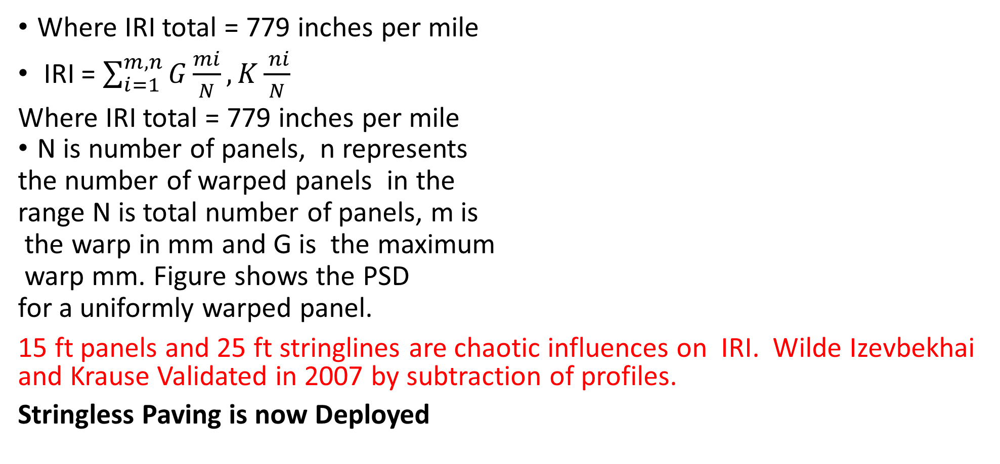 • Where IRI total = 779 inches per mile
• IRI = $\sum_{i=1}^{m,n} G \frac{mi}{N}, K \frac{ni}{N}$
Where IRI total = 779 inches per mile
• N is number of panels,  n represents
the number of warped panels  in the
range N is total number of panels, m is
the warp in mm and G is  the maximum
warp mm. Figure shows the PSD
for a uniformly warped panel.
15 ft panels and 25 ft stringlines are chaotic influences on  IRI.  Wilde Izevbekhai
and Krause Validated in 2007 by subtraction of profiles.
Stringless Paving is now Deployed